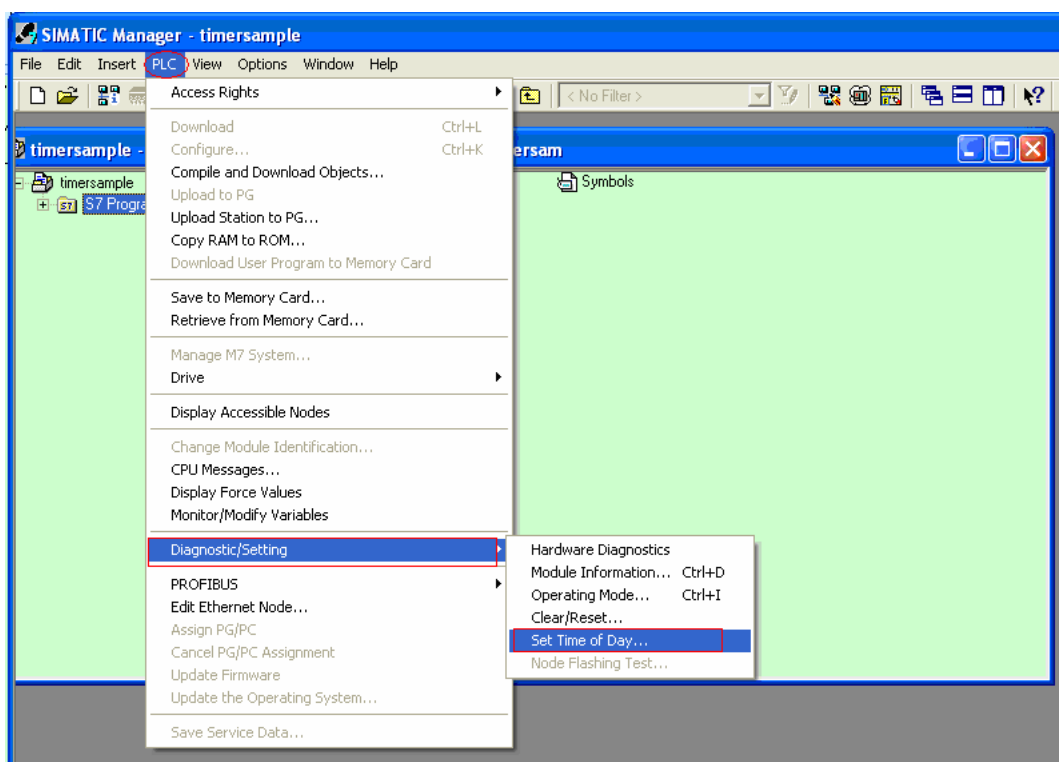 SIMATIC Manager - timersample
File Edit Insert PLC View Options Window Help
< No Filter >
timersample -
ersam
timersample
S7 Progra
Symbols
Access Rights
Download Ctrl+L
Configure... Ctrl+K
Compile and Download Objects...
Upload to PG
Upload Station to PG...
Copy RAM to ROM...
Download User Program to Memory Card
Save to Memory Card...
Retrieve from Memory Card...
Manage M7 System...
Drive
Display Accessible Nodes
Change Module Identification...
CPU Messages...
Display Force Values
Monitor/Modify Variables
Diagnostic/Setting
PROFIBUS
Edit Ethernet Node...
Assign PG/PC
Cancel PG/PC Assignment
Update Firmware
Update the Operating System...
Save Service Data...
Hardware Diagnostics
Module Information... Ctrl+D
Operating Mode... Ctrl+I
Clear/Reset...
Set Time of Day...
Node Flashing Test...